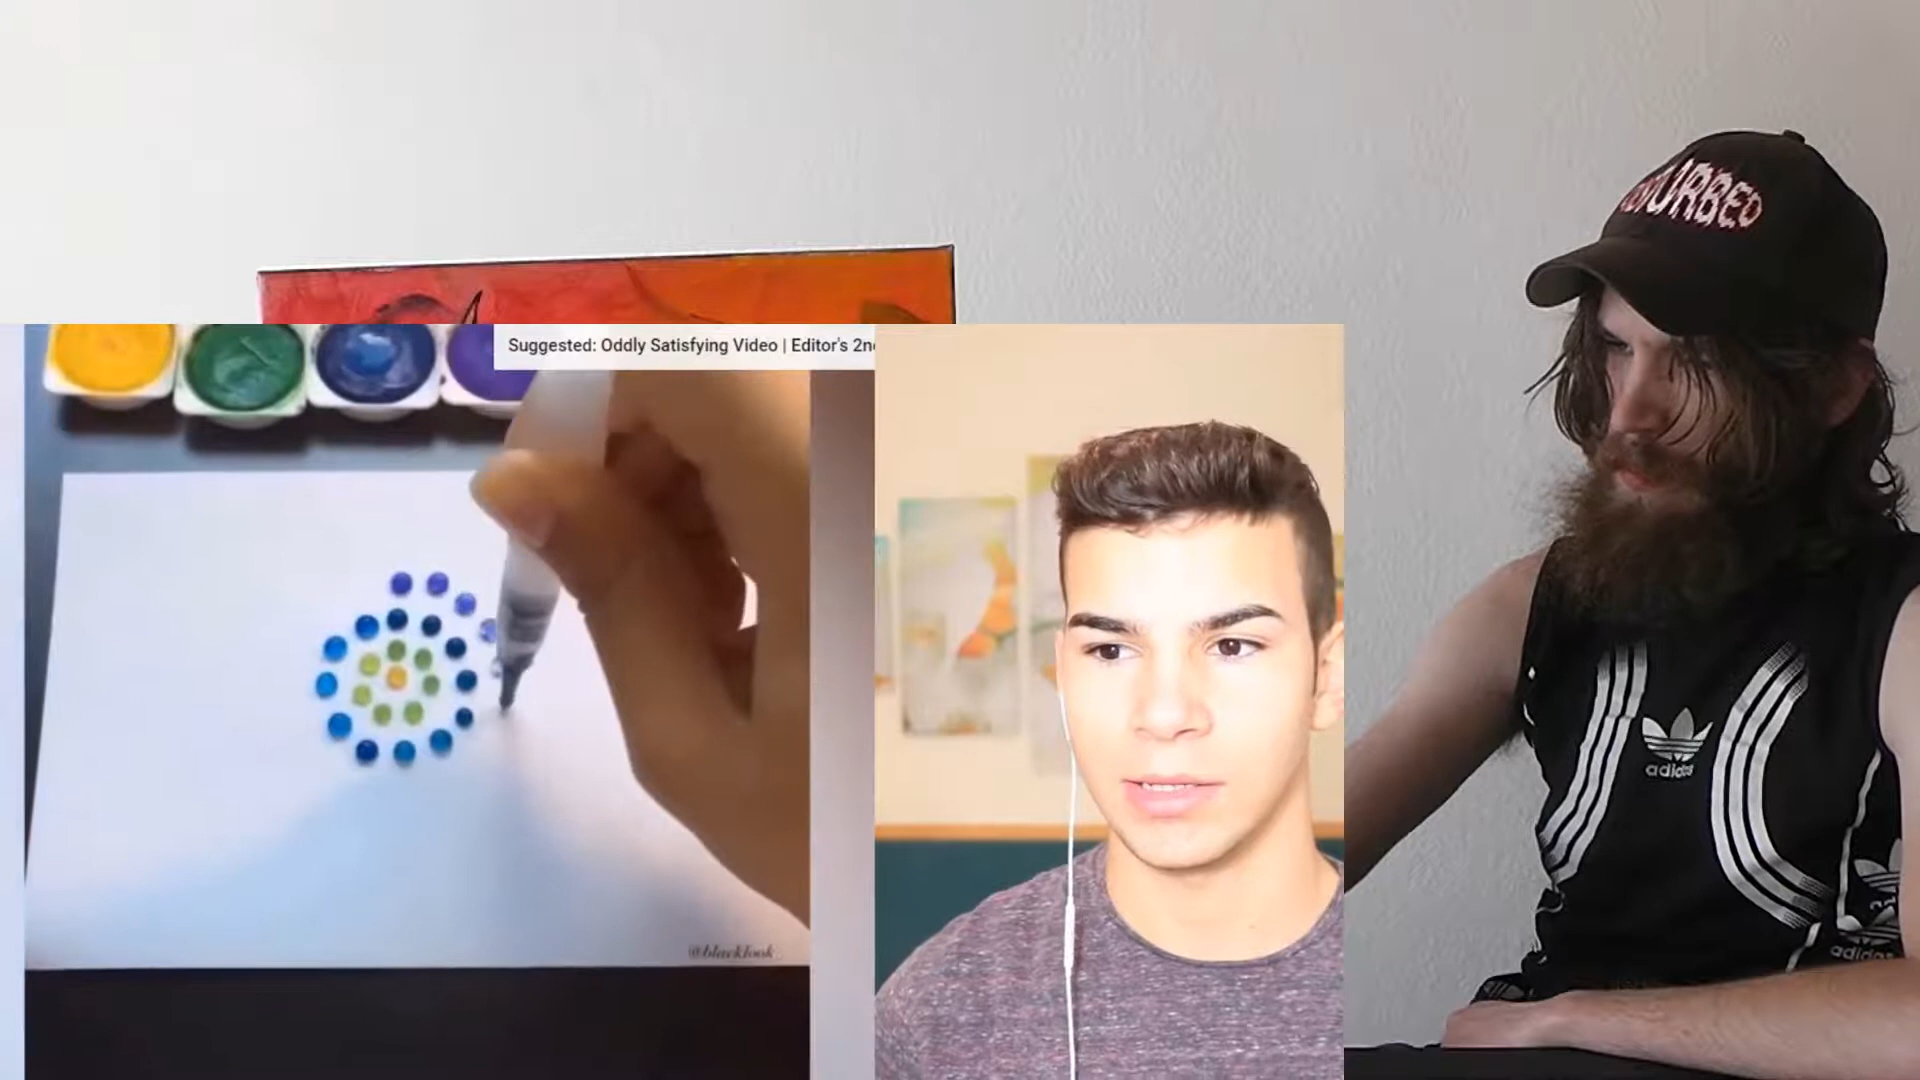 Suggested: Oddly Satisfying Video | Editor's 2n
adidas
adidas
@blacklook